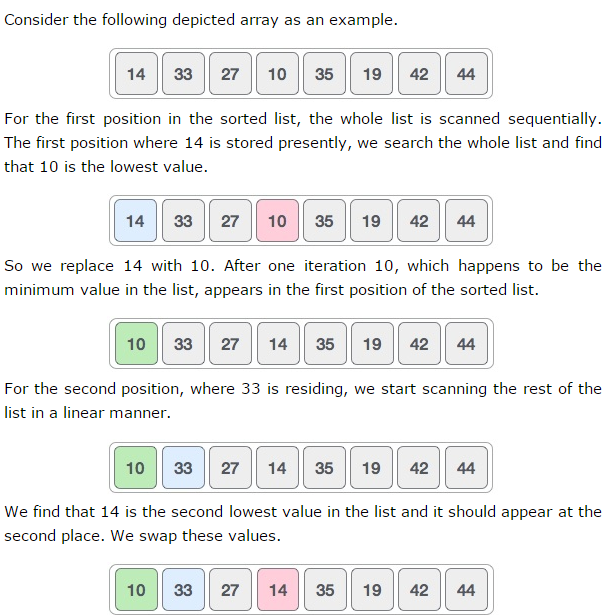 Consider the following depicted array as an example.
14 33 27 10 35 19 42 44
For the first position in the sorted list, the whole list is scanned sequentially.
The first position where 14 is stored presently, we search the whole list and find
that 10 is the lowest value.
14 33 27 10 35 19 42 44
So we replace 14 with 10. After one iteration 10, which happens to be the
minimum value in the list, appears in the first position of the sorted list.
10 33 27 14 35 19 42 44
For the second position, where 33 is residing, we start scanning the rest of the
list in a linear manner.
10 33 27 14 35 19 42 44
We find that 14 is the second lowest value in the list and it should appear at the
second place. We swap these values.
10 33 27 14 35 19 42 44